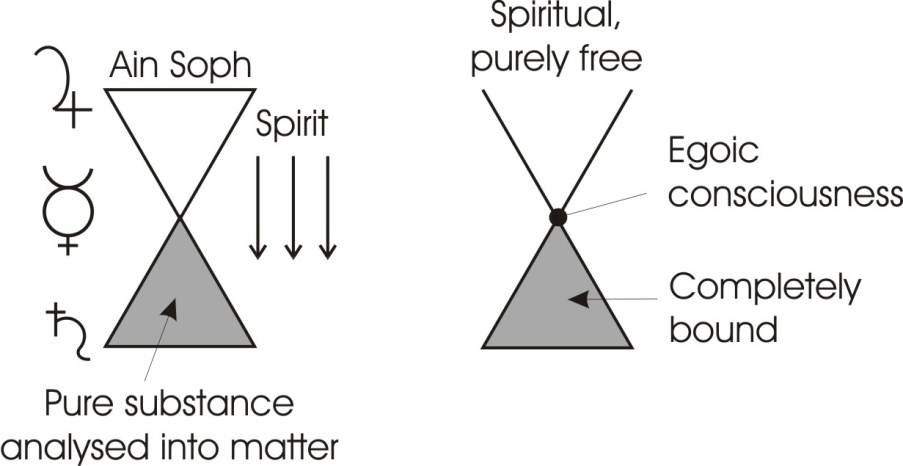 Ain Soph
Spirit
Pure substance
analysed into matter
Spiritual,
purely free
Egoic
consciousness
Completely
bound